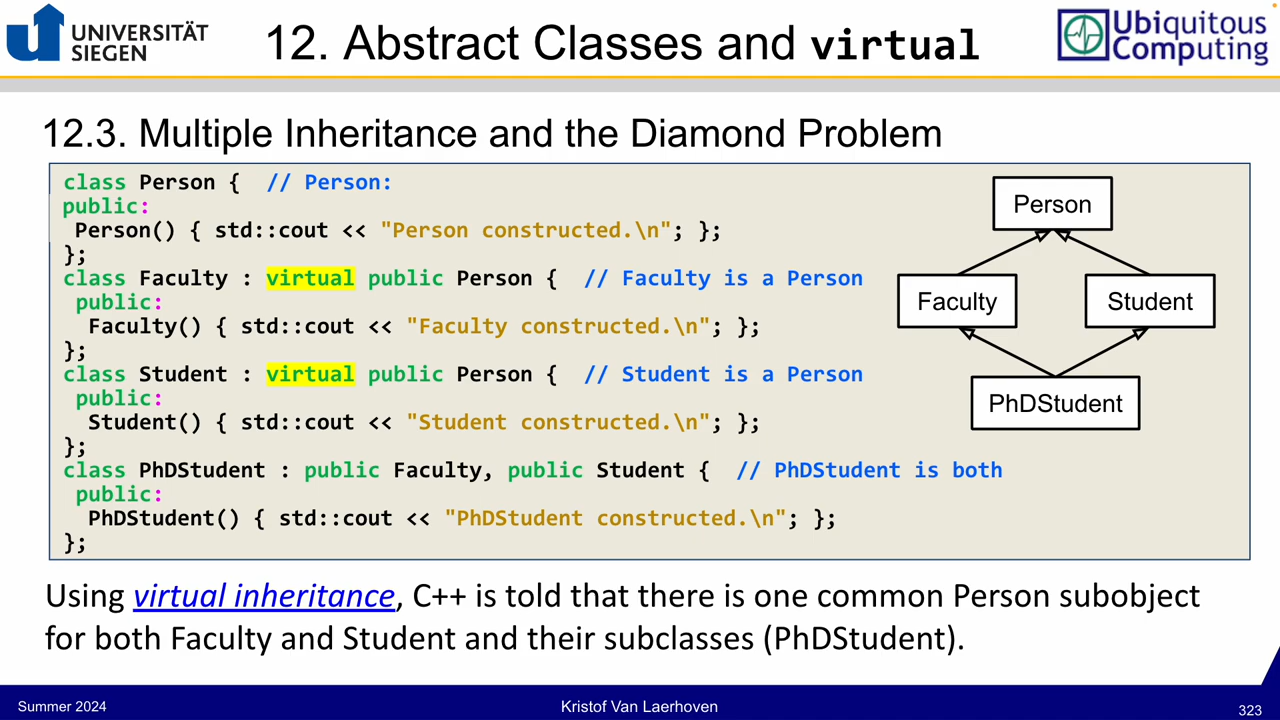 UNIVERSITÄT
SIEGEN
12. Abstract Classes and virtual
Ubiquitous
Computing
12.3. Multiple Inheritance and the Diamond Problem
class Person {  // Person:
public:
 Person() { std::cout << "Person constructed.\n"; };
};
class Faculty : virtual public Person {  // Faculty is a Person
 public:
  Faculty() { std::cout << "Faculty constructed.\n"; };
};
class Student : virtual public Person {  // Student is a Person
 public:
  Student() { std::cout << "Student constructed.\n"; };
};
class PhDStudent : public Faculty, public Student {  // PhDStudent is both
 public:
  PhDStudent() { std::cout << "PhDStudent constructed.\n"; };
};
Person
Faculty
Student
PhDStudent
Using virtual inheritance, C++ is told that there is one common Person subobject
for both Faculty and Student and their subclasses (PhDStudent).
Summer 2024
Kristof Van Laerhoven
323